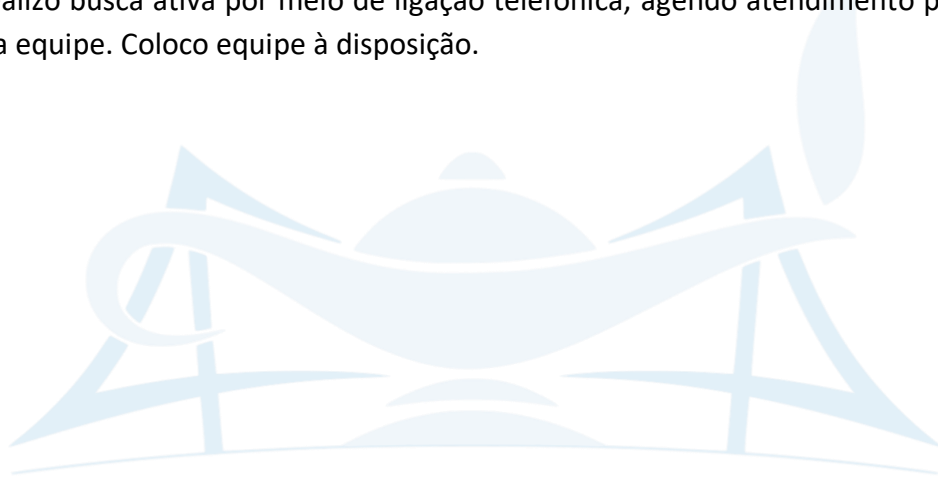 alizo busca ativa por meio de ligação telefônica, agendo atendimento p
a equipe. Coloco equipe à disposição.